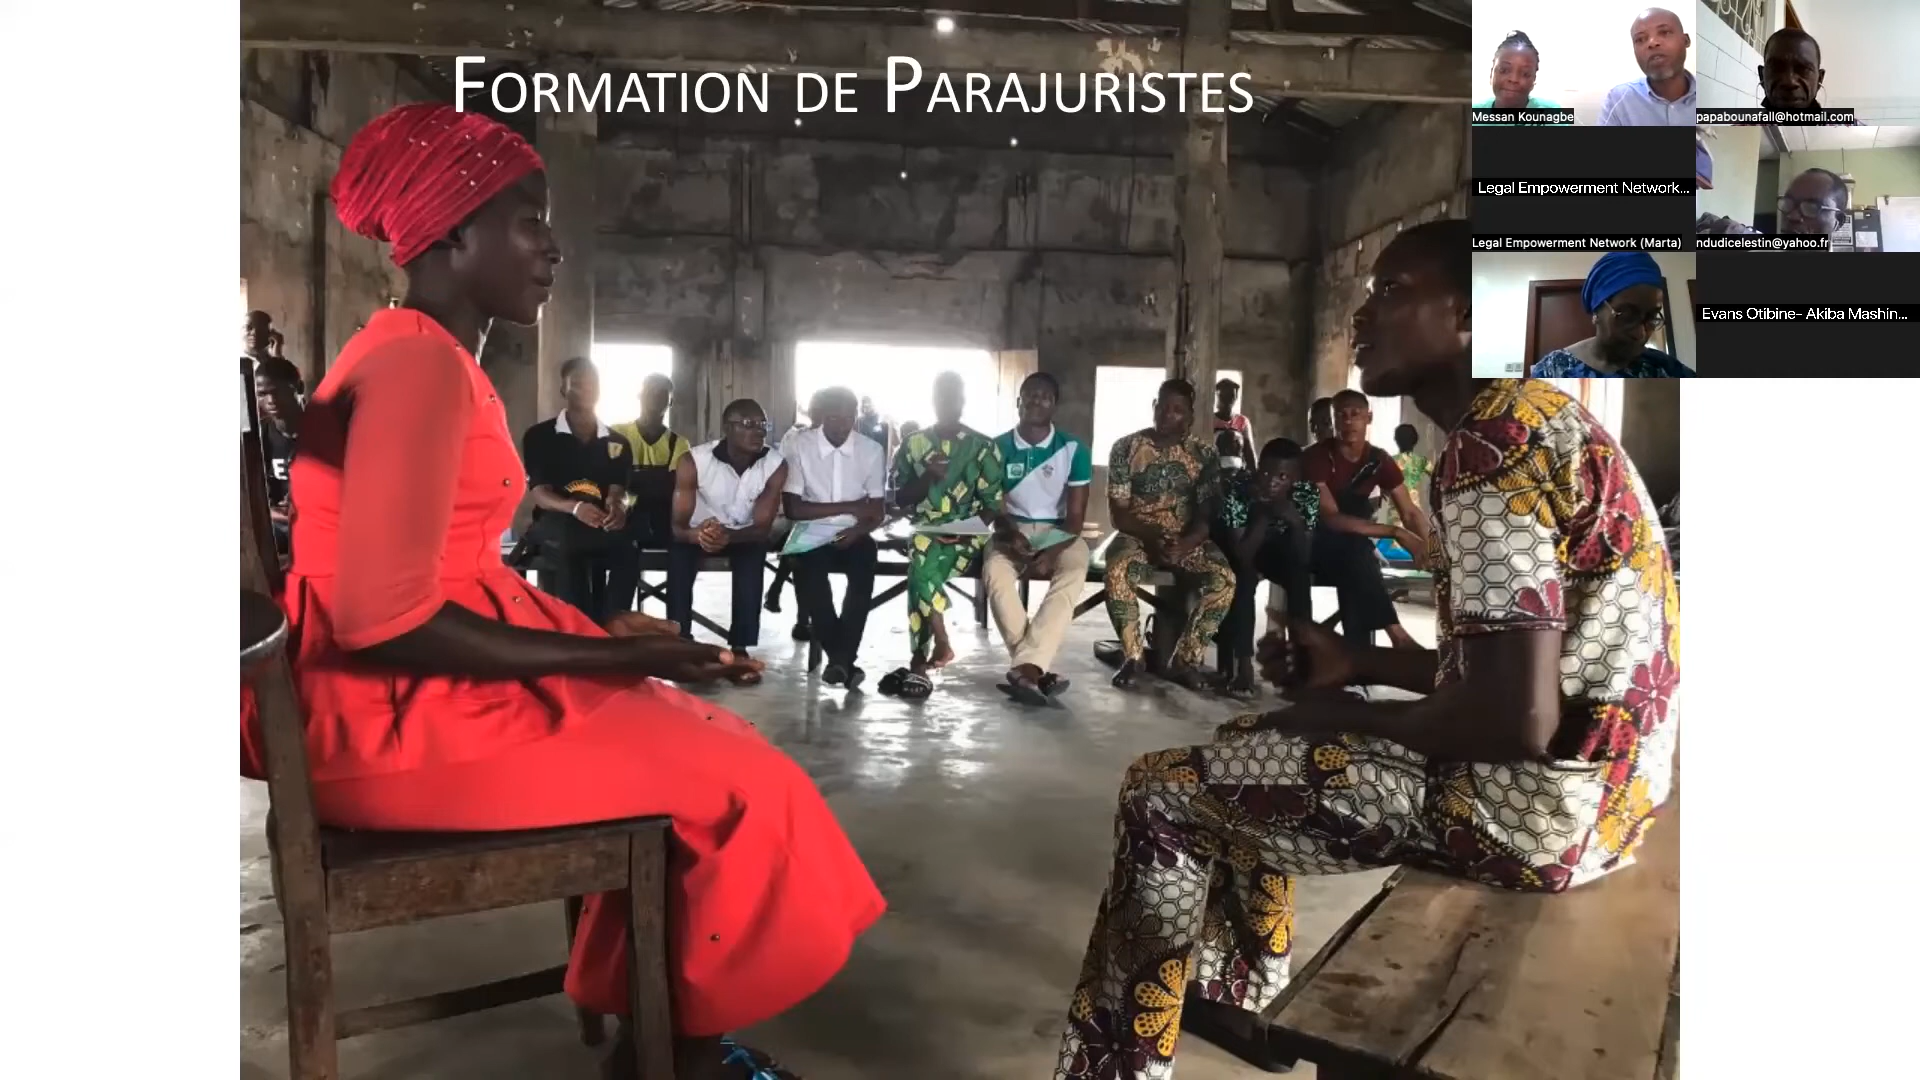 FORMATION DE PARAJURISTES
Messan Kounagbe
papabounafall@hotmail.com
Legal Empowerment Network...
Legal Empowerment Network (Marta)
ndudicelestin@yahoo.fr
Evans Otibine- Akiba Mashin...